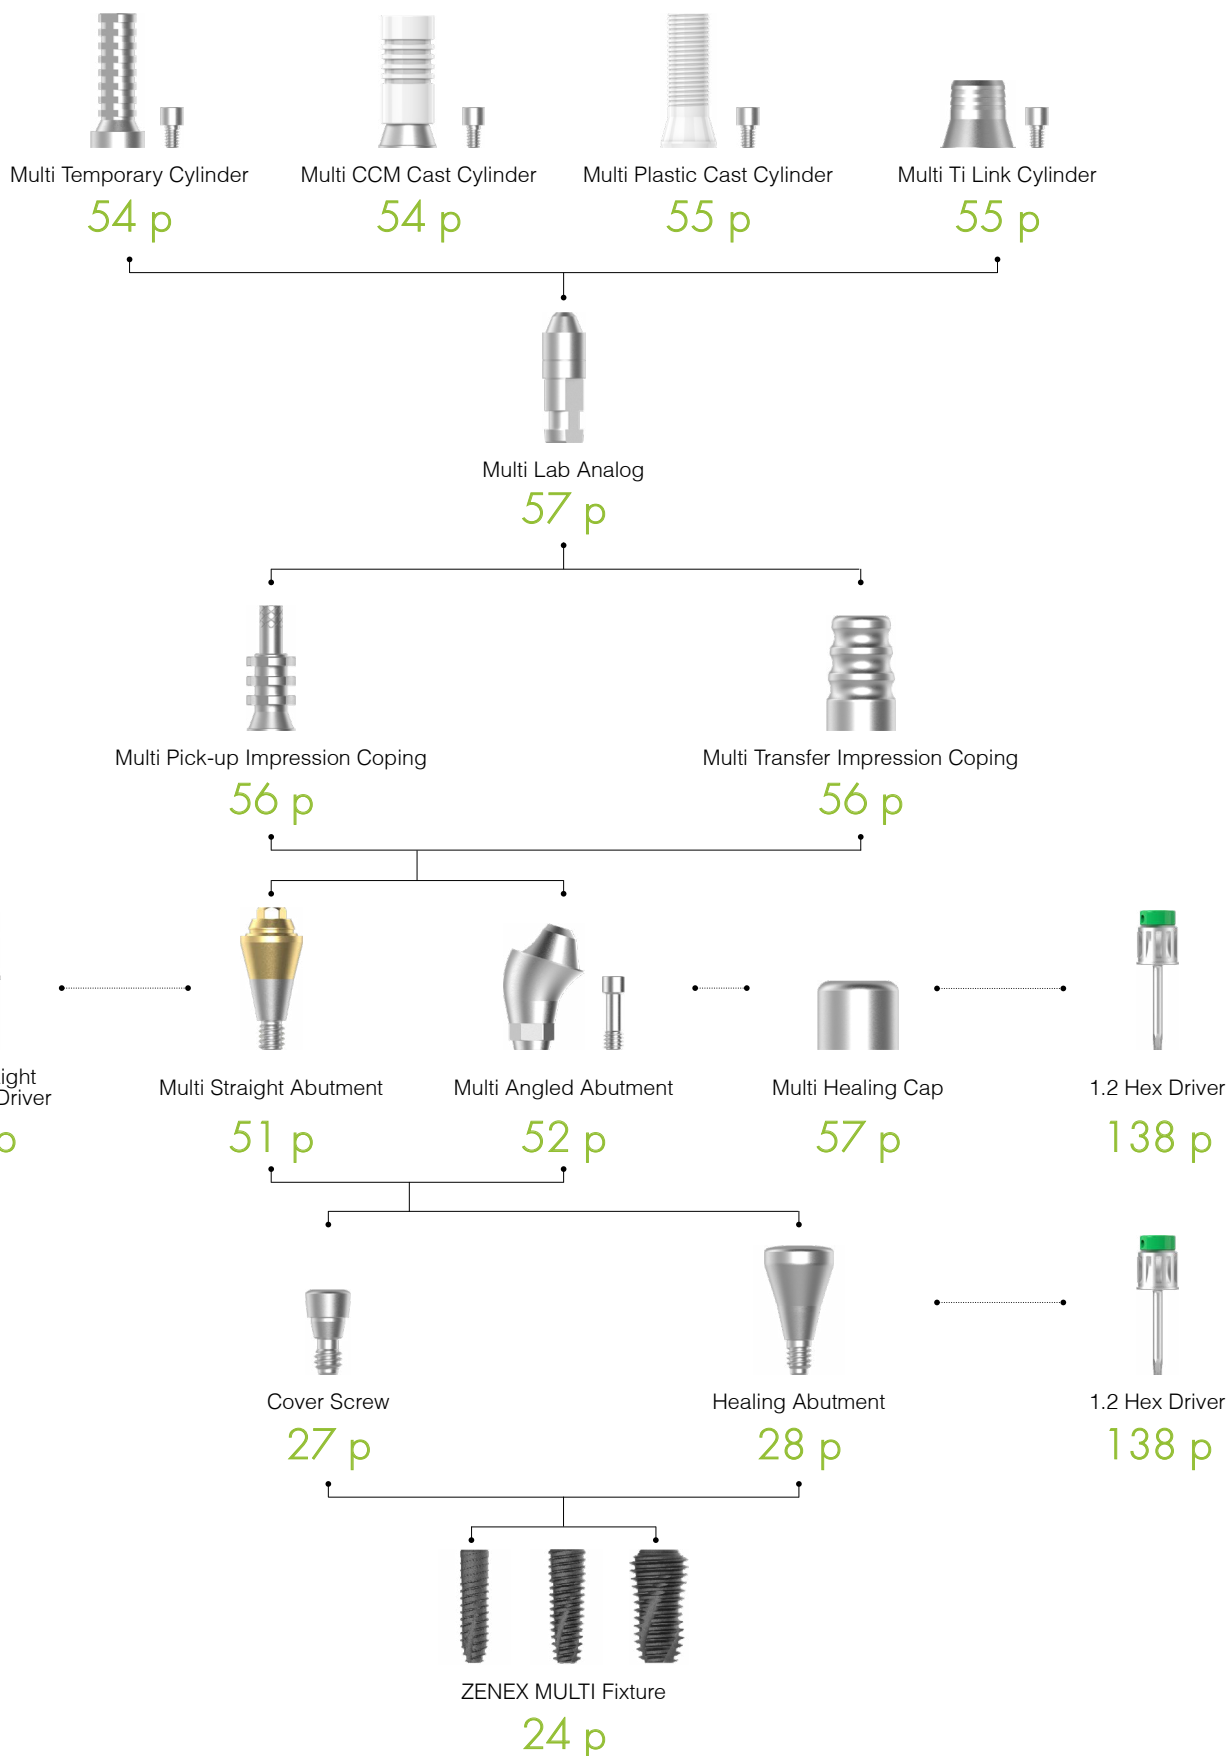 Multi Temporary Cylinder
54 p
Multi CCM Cast Cylinder
54 p
Multi Plastic Cast Cylinder
55 p
Multi Ti Link Cylinder
55 p
Multi Lab Analog
57 p
Multi Pick-up Impression Coping
56 p
Multi Transfer Impression Coping
56 p
ight
Driver
p
Multi Straight Abutment
51 p
Multi Angled Abutment
52 p
Multi Healing Cap
57 p
1.2 Hex Driver
138 p
Cover Screw
27 p
Healing Abutment
28 p
1.2 Hex Driver
138 p
ZENEX MULTI Fixture
24 p